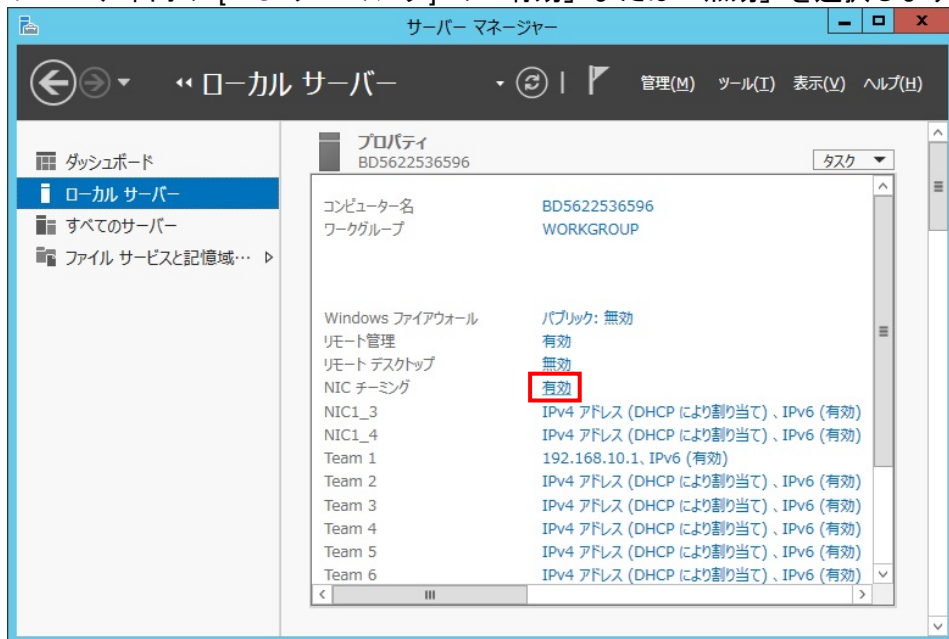 サーバー マネージャー
ローカル サーバー
管理(M) ツール(T) 表示(V) ヘルプ(H)
ダッシュボード
ローカル サーバー
すべてのサーバー
ファイル サービスと記憶域…
プロパティ
BD5622536596
タスク
コンピューター名 BD5622536596
ワークグループ WORKGROUP
Windows ファイアウォール パブリック: 無効
リモート管理 有効
リモート デスクトップ 無効
NIC チーミング 有効
NIC1_3 IPv4 アドレス (DHCP により割り当て) 、IPv6 (有効)
NIC1_4 IPv4 アドレス (DHCP により割り当て) 、IPv6 (有効)
Team 1 192.168.10.1、IPv6 (有効)
Team 2 IPv4 アドレス (DHCP により割り当て) 、IPv6 (有効)
Team 3 IPv4 アドレス (DHCP により割り当て) 、IPv6 (有効)
Team 4 IPv4 アドレス (DHCP により割り当て) 、IPv6 (有効)
Team 5 IPv4 アドレス (DHCP により割り当て) 、IPv6 (有効)
Team 6 IPv4 アドレス (DHCP により割り当て) 、IPv6 (有効)